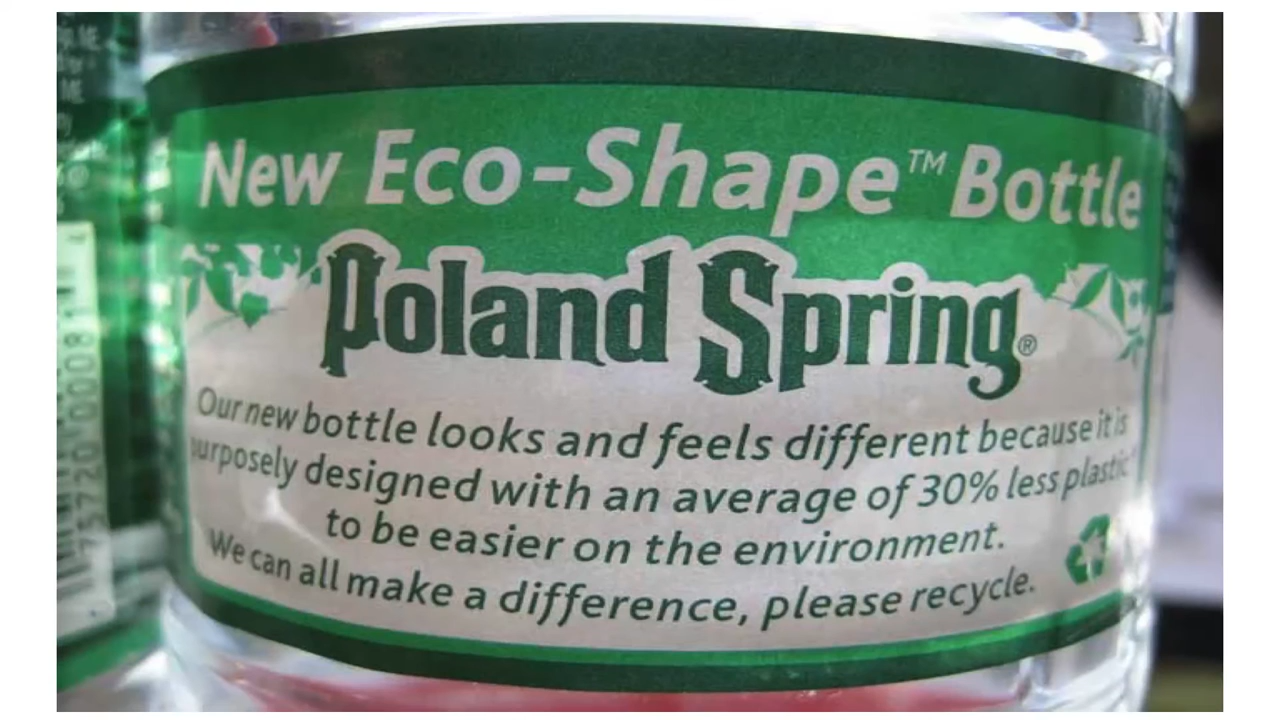 New Eco-Shape™ Bottle
Poland Spring®
Our new bottle looks and feels different because it is
purposely designed with an average of 30% less plastic*
to be easier on the environment.
We can all make a difference, please recycle.